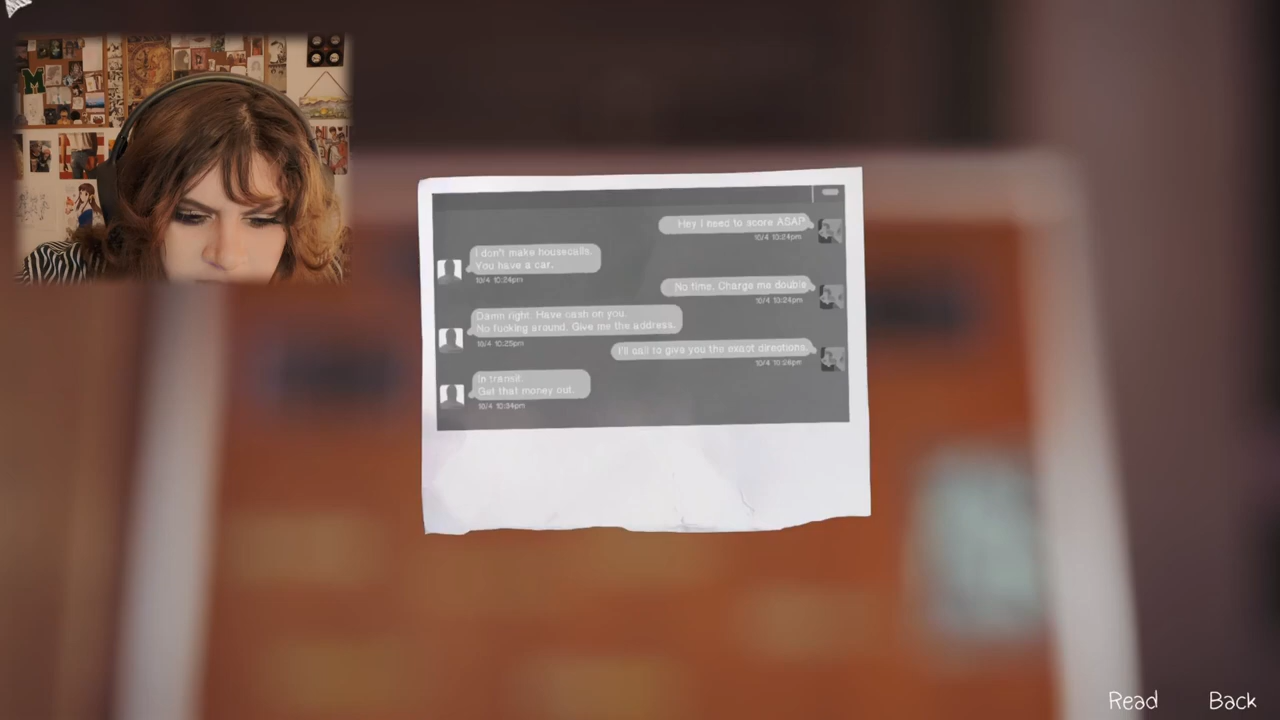 Hey I need to score ASAP
10/4 10:24pm
I don't make housecalls.
You have a car.
10/4 10:24pm
No time. Charge me double
10/4 10:24pm
Damn right. Have cash on you.
No fucking around. Give me the address.
10/4 10:25pm
I'll call to give you the exact directions.
10/4 10:26pm
In transit.
Get that money out.
10/4 10:34pm
M
Read
Back